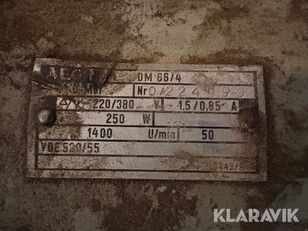 DM 66/4
Nr 0/224999
△/Y 220/380 V 1,5/0,85 A
250 W
1400 U/min 50
VDE 530/55
KLARAVIK